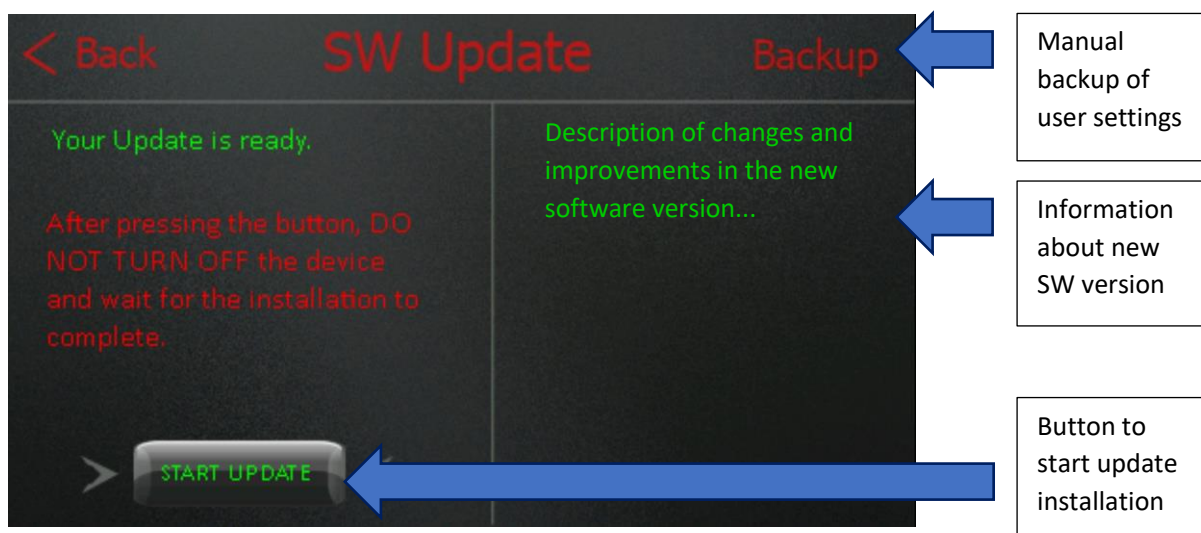 < Back SW Update Backup
Your Update is ready.
After pressing the button, DO
NOT TURN OFF the device
and wait for the installation to
complete.
START UPDATE
Description of changes and
improvements in the new
software version...
Manual
backup of
user settings
Information
about new
SW version
Button to
start update
installation